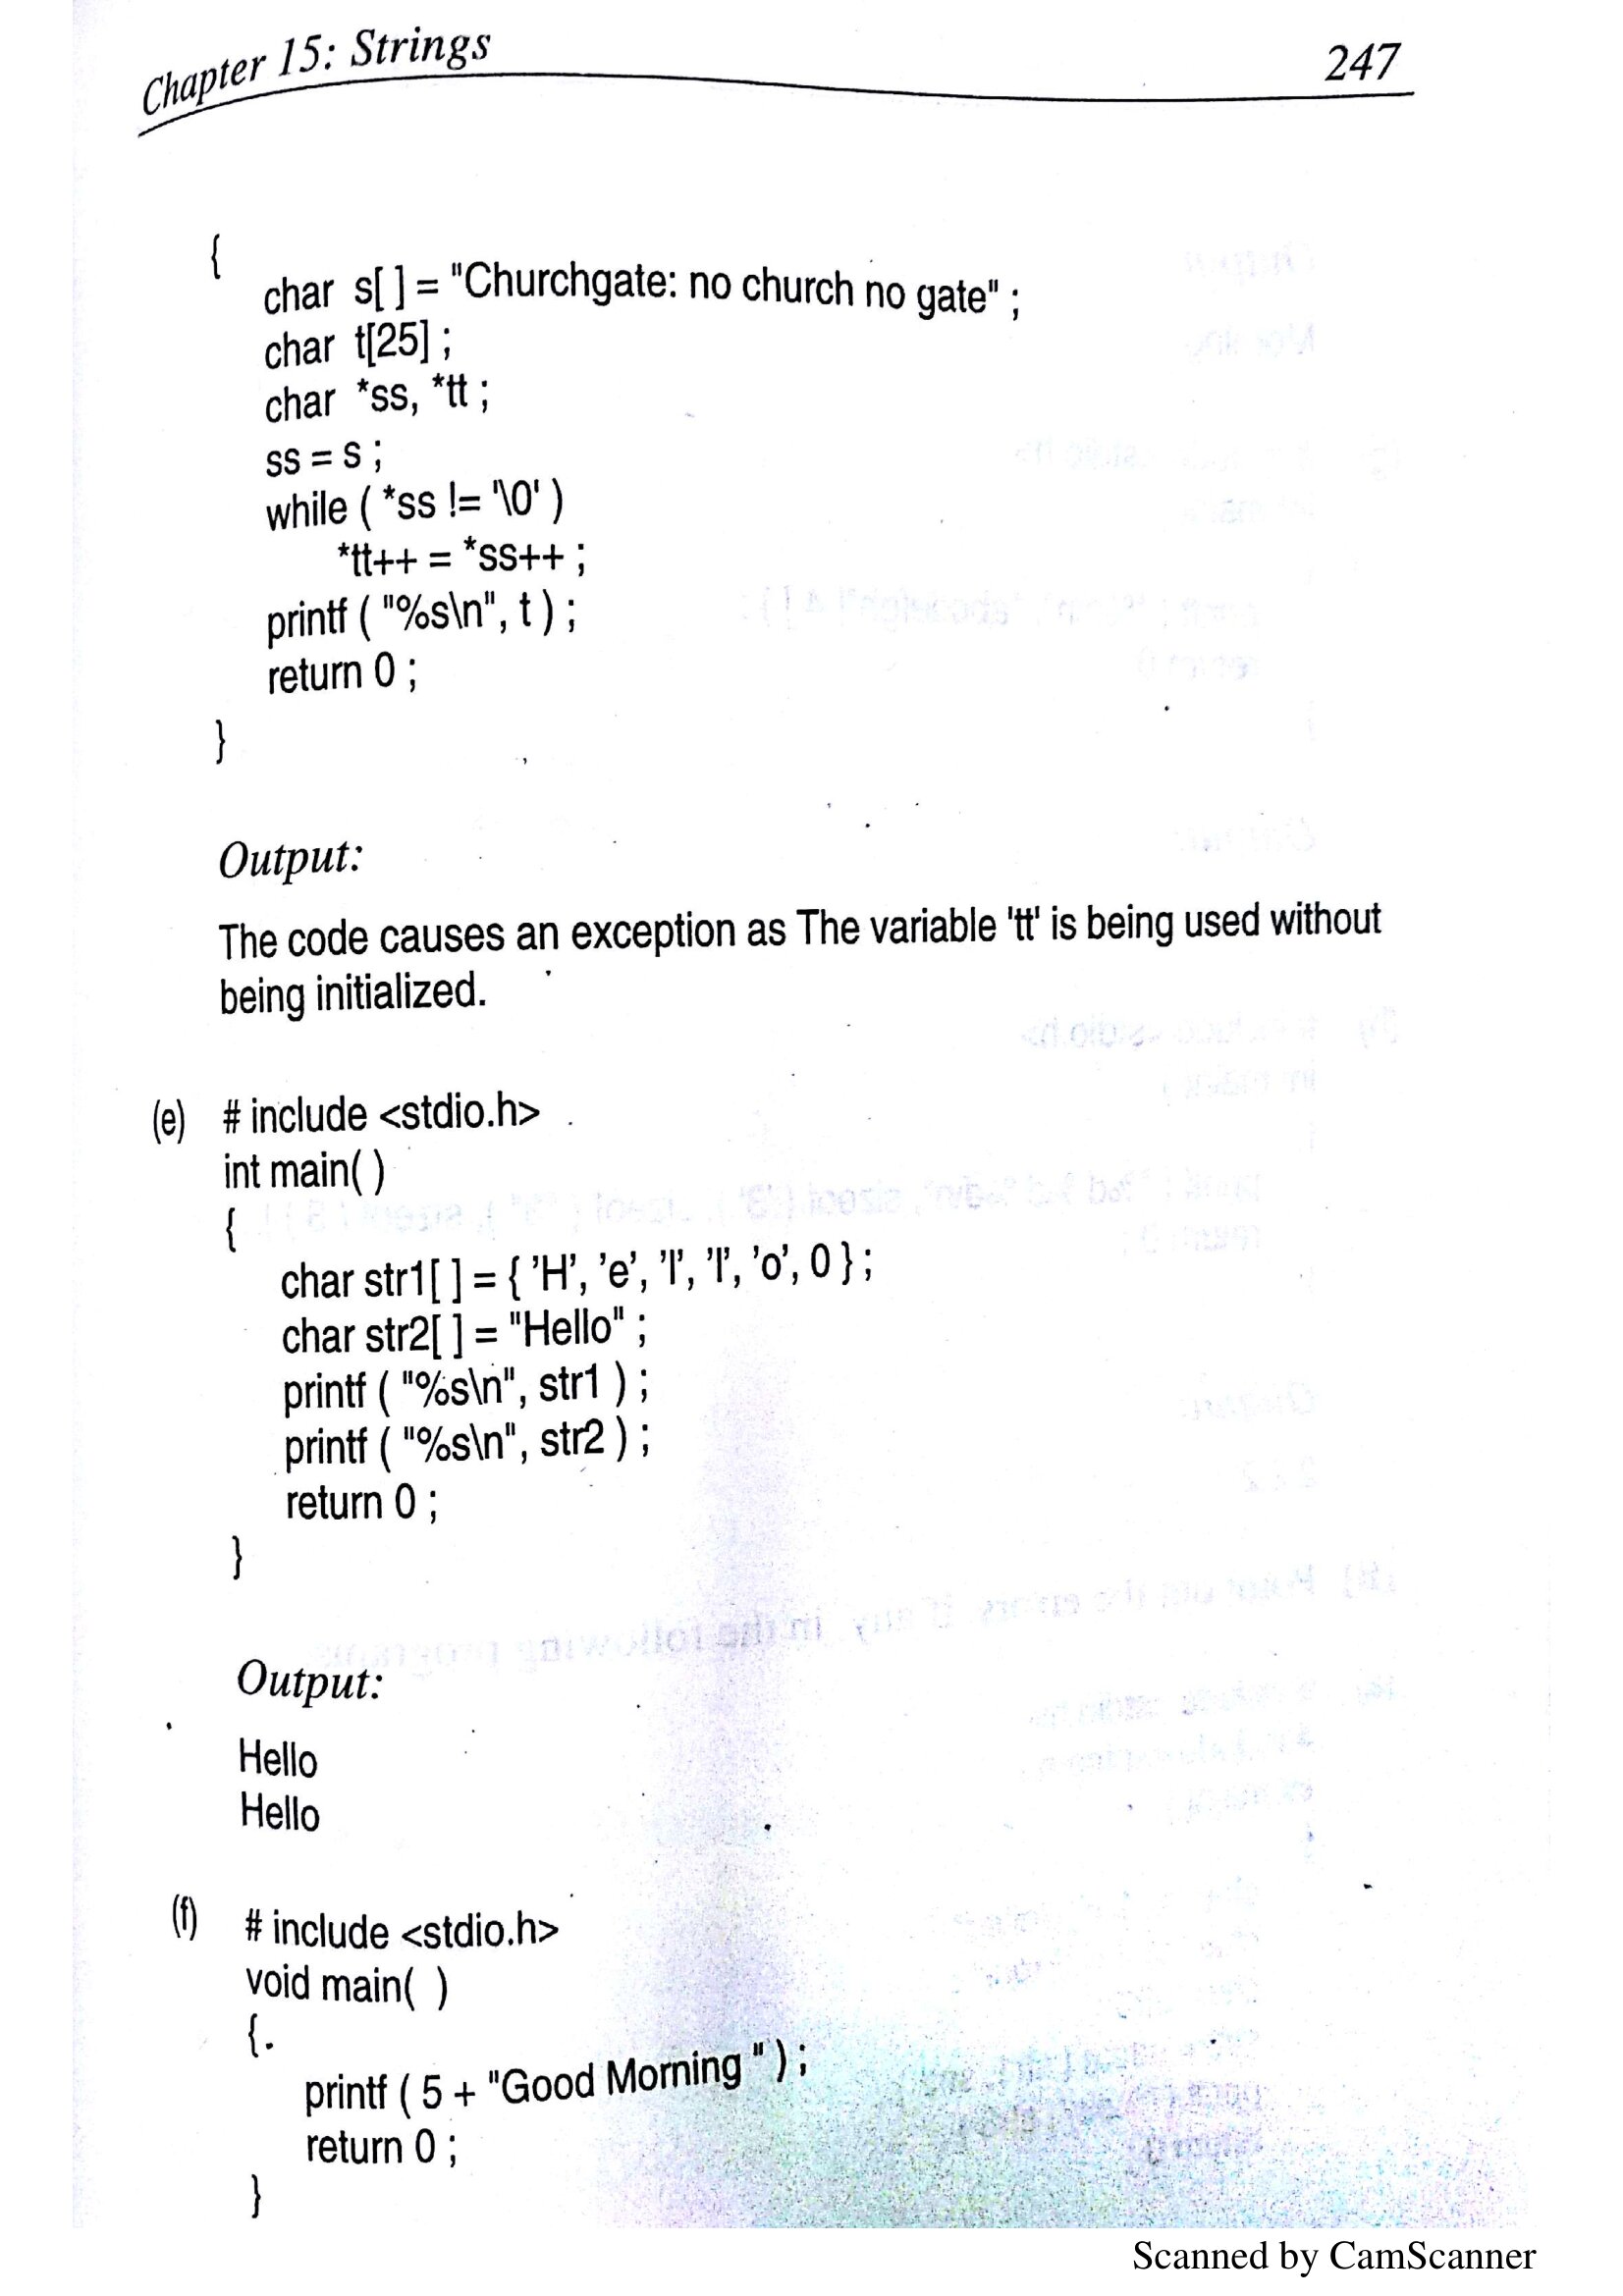 Chapter 15: Strings 247
{
char s[ ] = "Churchgate: no church no gate" ;
char t[25] ;
char *ss, *tt ;
ss = s ;
while ( *ss != '\0' )
*tt++ = *ss++ ;
printf ( "%s\n", t ) ;
return 0 ;
}
Output:
The code causes an exception as The variable 'tt' is being used without
being initialized.
(e) # include <stdio.h>
int main( )
{
char str1[ ] = { 'H', 'e', 'l', 'l', 'o', 0 } ;
char str2[ ] = "Hello" ;
printf ( "%s\n", str1 ) ;
printf ( "%s\n", str2 ) ;
return 0 ;
}
Output:
Hello
Hello
(f) # include <stdio.h>
void main( )
{
printf ( 5 + "Good Morning " ) ;
return 0 ;
}
Scanned by CamScanner